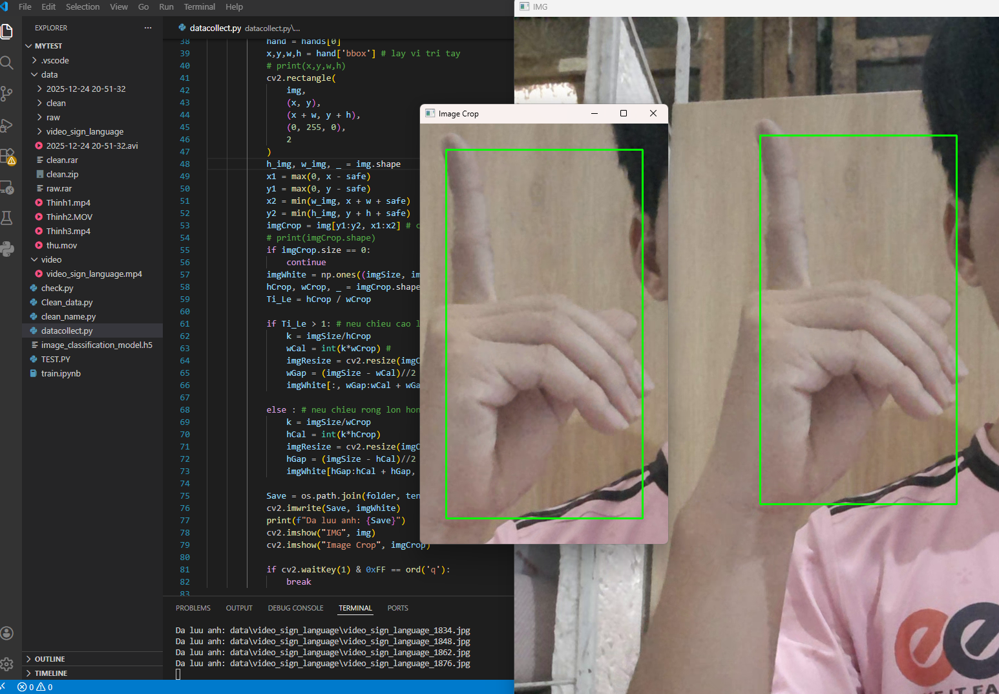 File Edit Selection View Go Run Terminal Help
EXPLORER
MYTEST
.vscode
data
2025-12-24 20-51-32
clean
raw
video_sign_language
2025-12-24 20-51-32.avi
clean.rar
clean.zip
raw.rar
Thinh1.mp4
Thinh2.MOV
Thinh3.mp4
thu.mov
video
video_sign_language.mp4
check.py
Clean_data.py
clean_name.py
datacollect.py
image_classification_model.h5
TEST.PY
train.ipynb
OUTLINE
TIMELINE
0 0
datacollect.py datacollect.py\...
38 hand = hands[0]
39 x,y,w,h = hand['bbox'] # lay vi tri tay
40 # print(x,y,w,h)
41 cv2.rectangle(
42 img,
43 (x, y),
44 (x + w, y + h),
45 (0, 255, 0),
46 2
47 )
48 h_img, w_img, _ = img.shape
49 x1 = max(0, x - safe)
50 y1 = max(0, y - safe)
51 x2 = min(w_img, x + w + safe)
52 y2 = min(h_img, y + h + safe)
53 imgCrop = img[y1:y2, x1:x2] # c
54 # print(imgCrop.shape)
55 if imgCrop.size == 0:
56 continue
57 imgWhite = np.ones((imgSize, im
58 hCrop, wCrop, _ = imgCrop.shape
59 Ti_Le = hCrop / wCrop
60
61 if Ti_Le > 1: # neu chieu cao l
62 k = imgSize/hCrop
63 wCal = int(k*wCrop) #
64 imgResize = cv2.resize(imgC
65 wGap = (imgSize - wCal)//2
66 imgWhite[:, wGap:wCal + wGa
67
68 else : # neu chieu rong lon hon
69 k = imgSize/wCrop
70 hCal = int(k*hCrop)
71 imgResize = cv2.resize(imgC
72 hGap = (imgSize - hCal)//2
73 imgWhite[hGap:hCal + hGap,
74
75 Save = os.path.join(folder, ten
76 cv2.imwrite(Save, imgWhite)
77 print(f"Da luu anh: {Save}")
78 cv2.imshow("IMG", img)
79 cv2.imshow("Image Crop", imgCrop)
80
81 if cv2.waitKey(1) & 0xFF == ord('q'):
82 break
83
PROBLEMS OUTPUT DEBUG CONSOLE TERMINAL PORTS
Da luu anh: data\video_sign_language\video_sign_language_1834.jpg
Da luu anh: data\video_sign_language\video_sign_language_1848.jpg
Da luu anh: data\video_sign_language\video_sign_language_1862.jpg
Da luu anh: data\video_sign_language\video_sign_language_1876.jpg
Image Crop
IMG